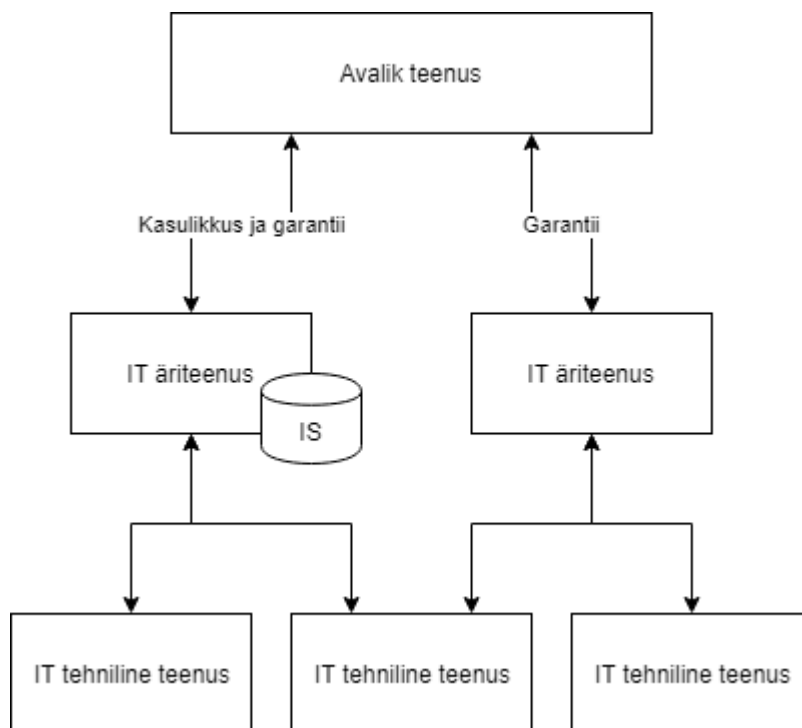 Avalik teenus
Kasulikkus ja garantii
Garantii
IT äriteenus
IS
IT äriteenus
IT tehniline teenus
IT tehniline teenus
IT tehniline teenus